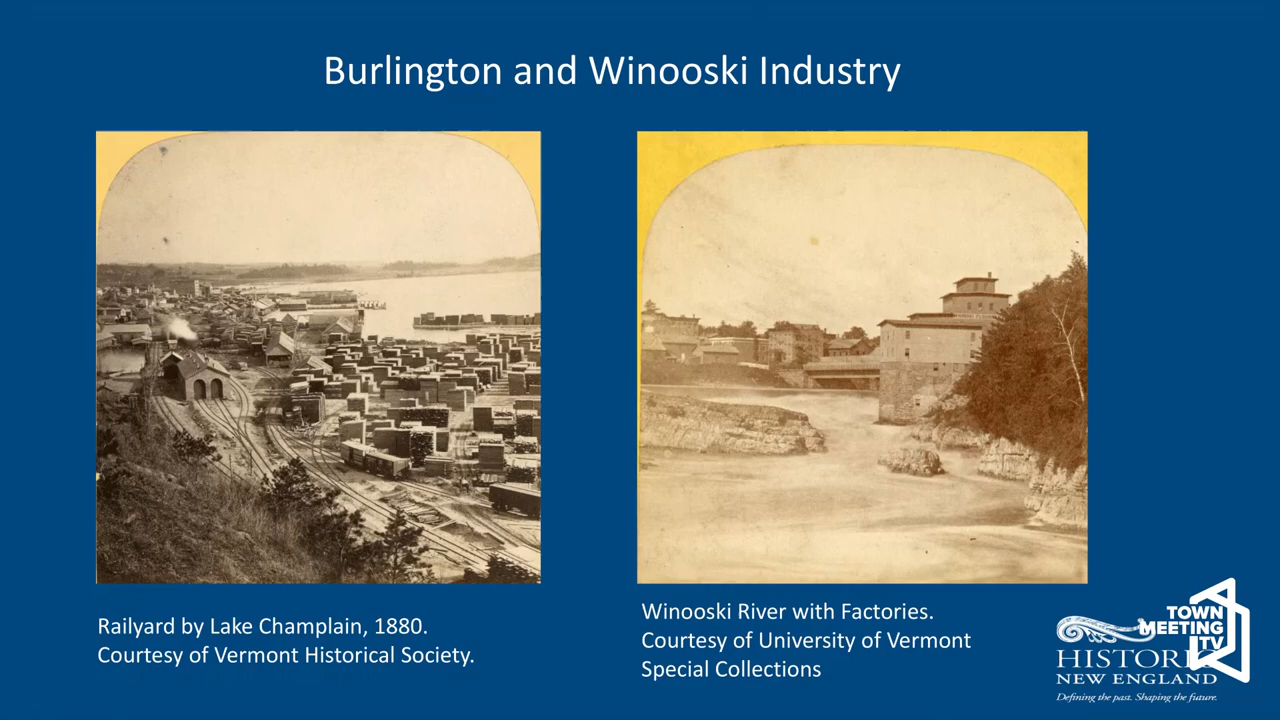 Burlington and Winooski Industry
Railyard by Lake Champlain, 1880.
Courtesy of Vermont Historical Society.
Winooski River with Factories.
Courtesy of University of Vermont
Special Collections
TOWN
MEETING
TV
HISTORI
NEW ENGLAND
Defining the past. Shaping the future.